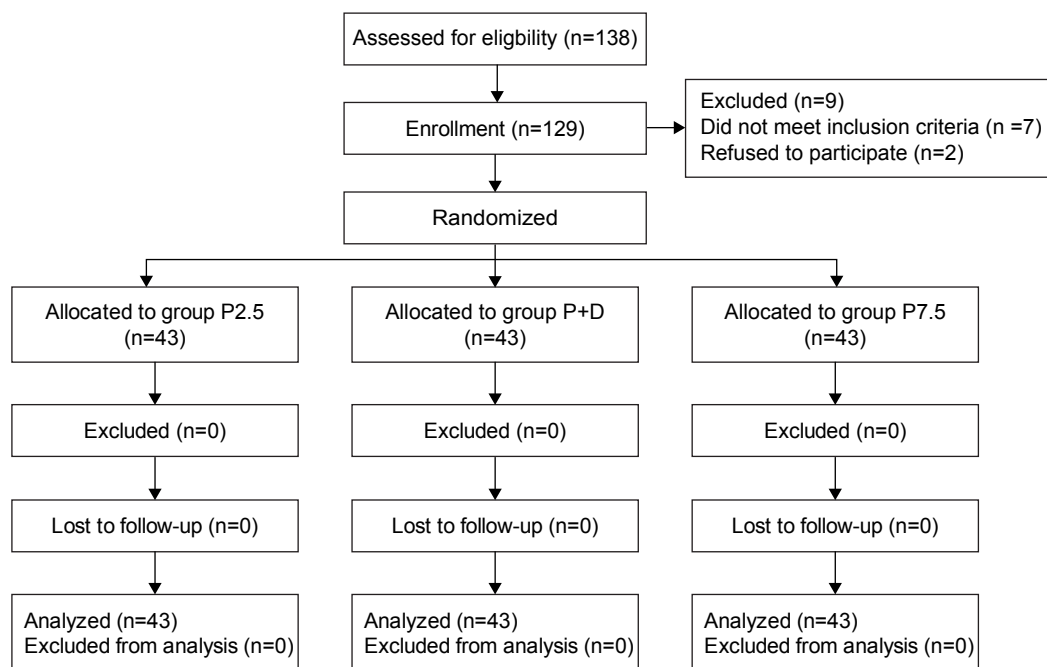 Assessed for eligbility (n=138)
Enrollment (n=129)
Excluded (n=9)
Did not meet inclusion criteria (n =7)
Refused to participate (n=2)
Randomized
Allocated to group P2.5
(n=43)
Allocated to group P+D
(n=43)
Allocated to group P7.5
(n=43)
Excluded (n=0)
Excluded (n=0)
Excluded (n=0)
Lost to follow-up (n=0)
Lost to follow-up (n=0)
Lost to follow-up (n=0)
Analyzed (n=43)
Excluded from analysis (n=0)
Analyzed (n=43)
Excluded from analysis (n=0)
Analyzed (n=43)
Excluded from analysis (n=0)